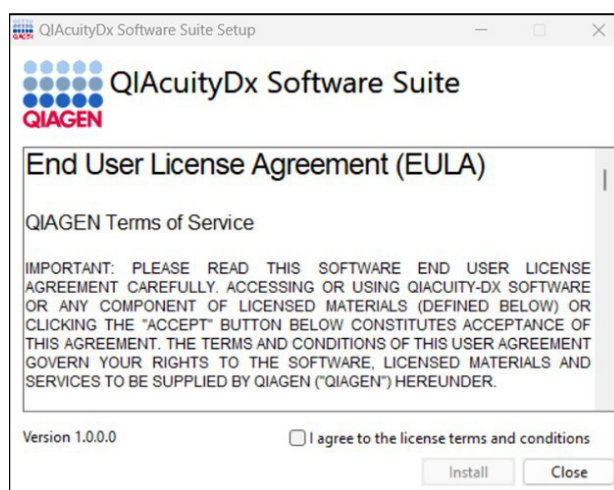 QIAcuityDx Software Suite Setup
QIAcuityDx Software Suite
QIAGEN
End User License Agreement (EULA)
QIAGEN Terms of Service
IMPORTANT: PLEASE READ THIS SOFTWARE END USER LICENSE
AGREEMENT CAREFULLY. ACCESSING OR USING QIACUITY-DX SOFTWARE
OR ANY COMPONENT OF LICENSED MATERIALS (DEFINED BELOW) OR
CLICKING THE "ACCEPT" BUTTON BELOW CONSTITUTES ACCEPTANCE OF
THIS AGREEMENT. THE TERMS AND CONDITIONS OF THIS USER AGREEMENT
GOVERN YOUR RIGHTS TO THE SOFTWARE, LICENSED MATERIALS AND
SERVICES TO BE SUPPLIED BY QIAGEN ("QIAGEN") HEREUNDER.
Version 1.0.0.0
I agree to the license terms and conditions
Install
Close